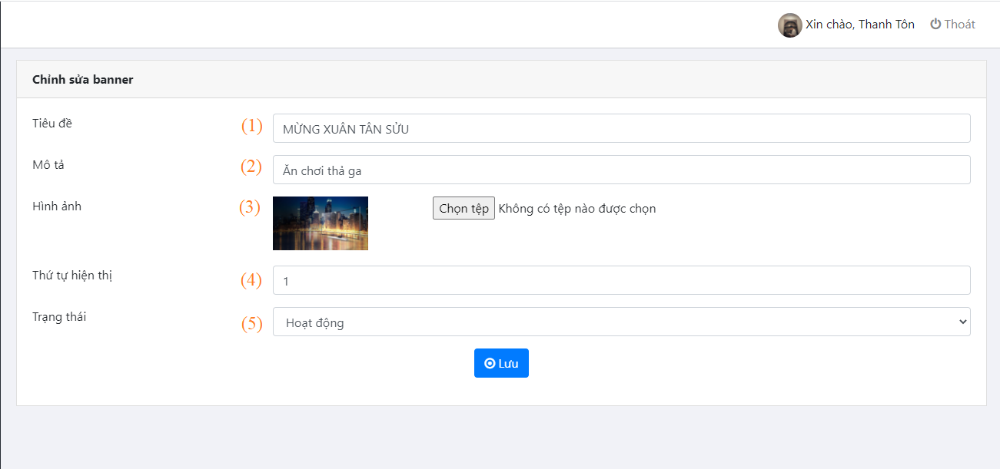 Xin chào, Thanh Tôn Thoát
Chỉnh sửa banner
Tiêu đề (1) MỪNG XUÂN TÂN SỬU
Mô tả (2) Ăn chơi thả ga
Hình ảnh (3) Chọn tệp Không có tệp nào được chọn
Thứ tự hiện thị (4) 1
Trạng thái (5) Hoạt động
Lưu